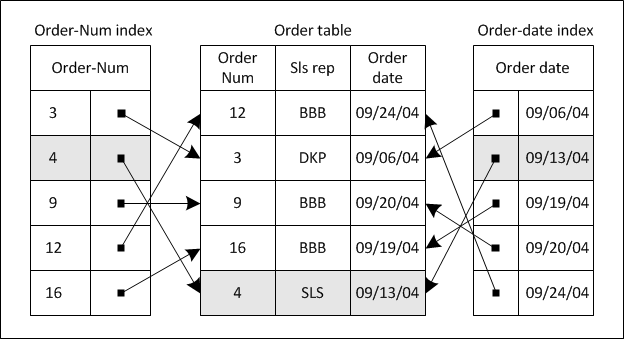 Order-Num index
Order table
Order-date index
Order-Num
Order Num
Sls rep
Order date
Order date
3
12 BBB 09/24/04
09/06/04
4
3 DKP 09/06/04
09/13/04
9
9 BBB 09/20/04
09/19/04
12
16 BBB 09/19/04
09/20/04
16
4 SLS 09/13/04
09/24/04